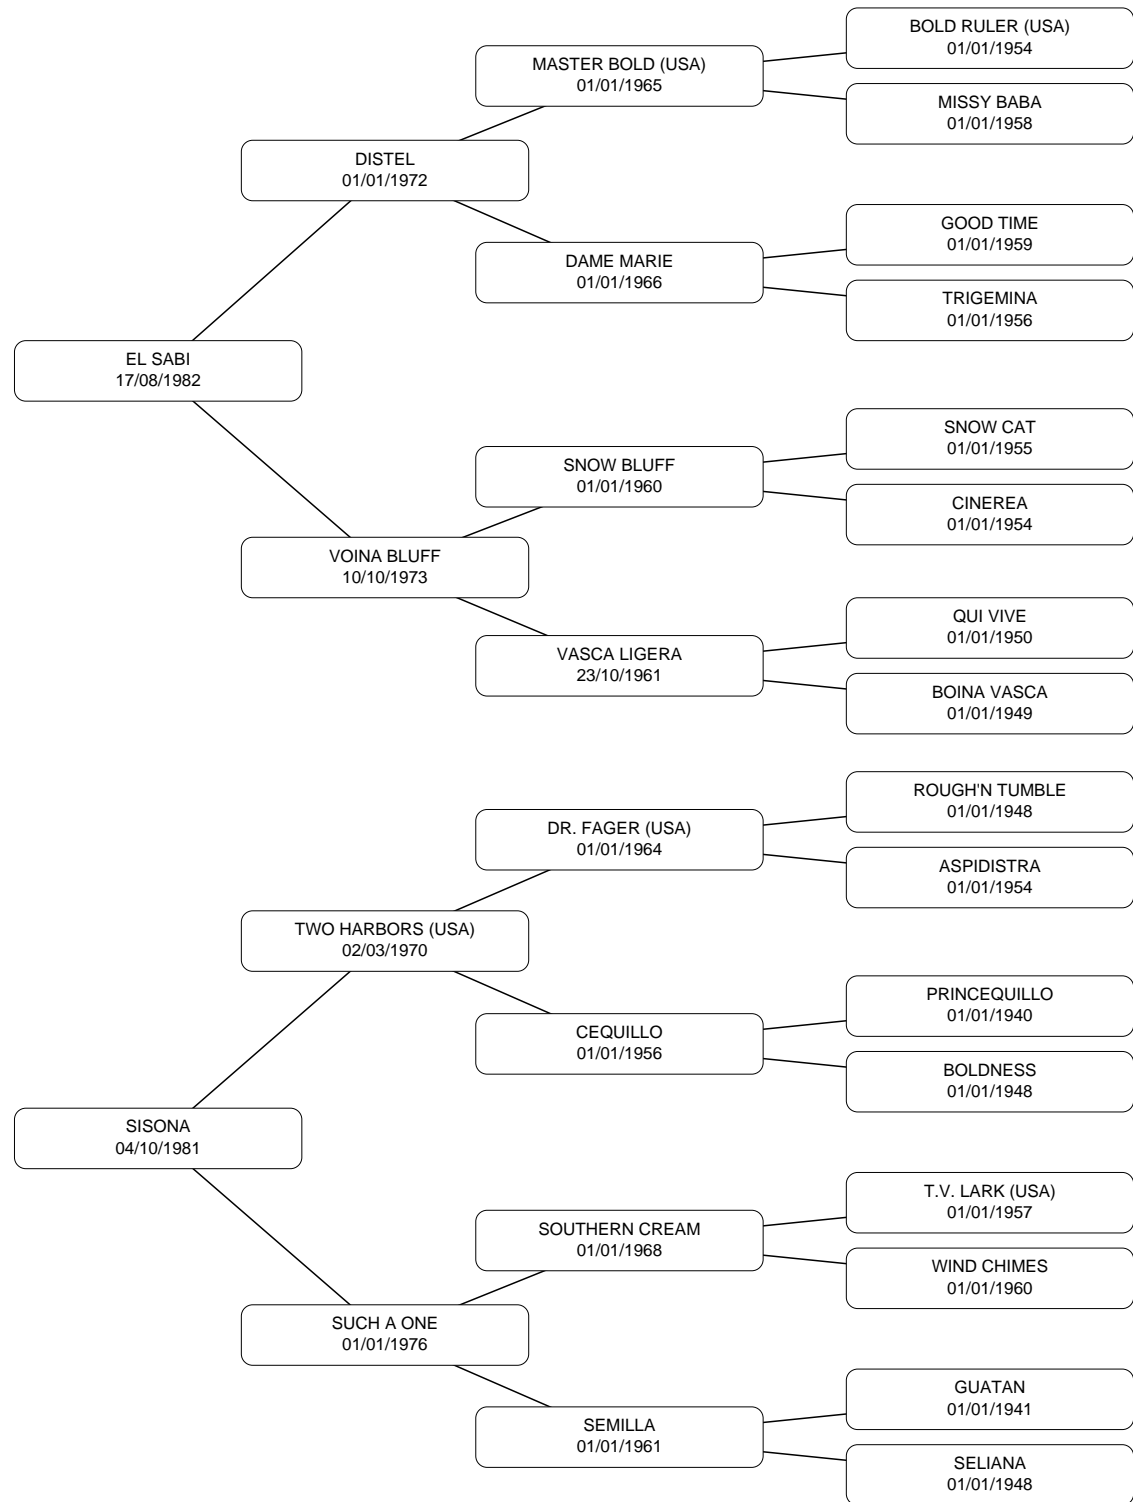 BOLD RULER (USA)
01/01/1954
MASTER BOLD (USA)
01/01/1965
MISSY BABA
01/01/1958
DISTEL
01/01/1972
GOOD TIME
01/01/1959
DAME MARIE
01/01/1966
TRIGEMINA
01/01/1956
EL SABI
17/08/1982
SNOW CAT
01/01/1955
SNOW BLUFF
01/01/1960
CINEREA
01/01/1954
VOINA BLUFF
10/10/1973
QUI VIVE
01/01/1950
VASCA LIGERA
23/10/1961
BOINA VASCA
01/01/1949
ROUGH'N TUMBLE
01/01/1948
DR. FAGER (USA)
01/01/1964
ASPIDISTRA
01/01/1954
TWO HARBORS (USA)
02/03/1970
PRINCEQUILLO
01/01/1940
CEQUILLO
01/01/1956
BOLDNESS
01/01/1948
SISONA
04/10/1981
T.V. LARK (USA)
01/01/1957
SOUTHERN CREAM
01/01/1968
WIND CHIMES
01/01/1960
SUCH A ONE
01/01/1976
GUATAN
01/01/1941
SEMILLA
01/01/1961
SELIANA
01/01/1948